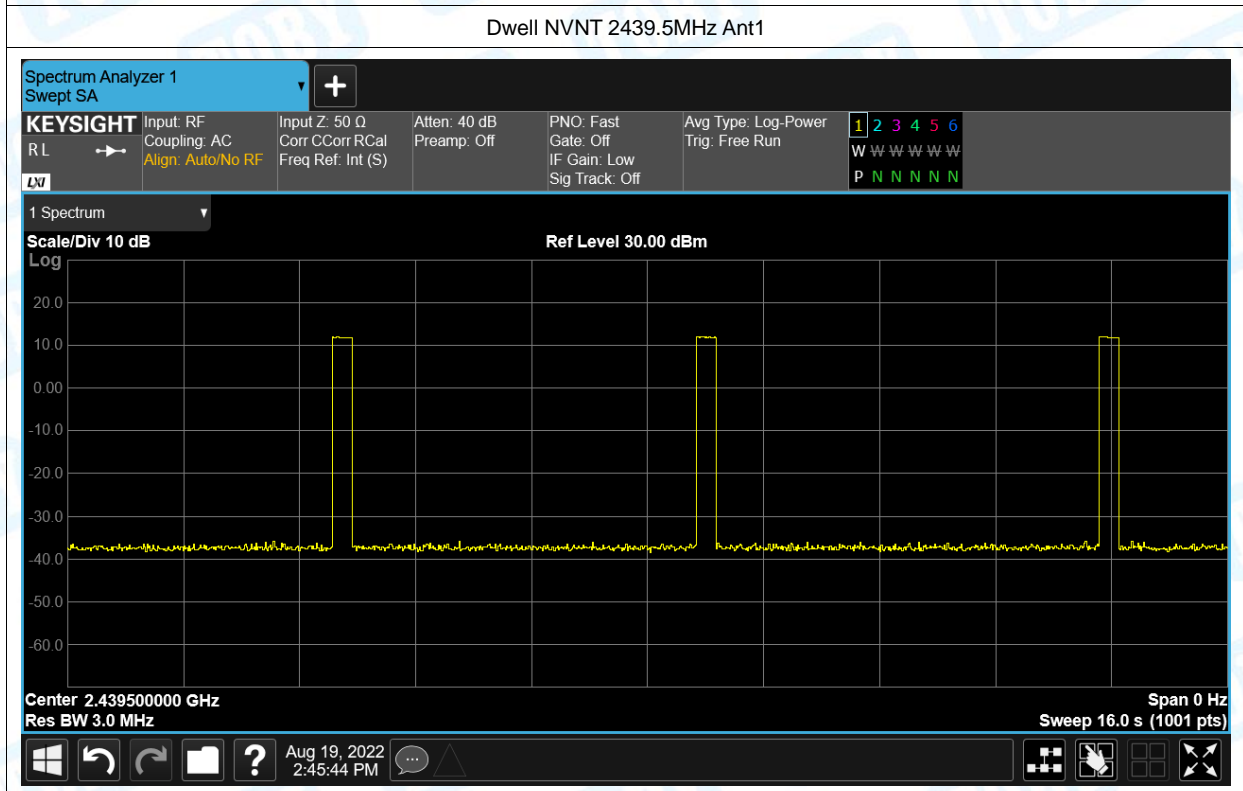 Dwell NVNT 2439.5MHz Ant1
Spectrum Analyzer 1
Swept SA
KEYSIGHT
R L
LXI
Input: RF
Coupling: AC
Align: Auto/No RF
Input Z: 50 Ω
Corr CCorr RCal
Freq Ref: Int (S)
Atten: 40 dB
Preamp: Off
PNO: Fast
Gate: Off
IF Gain: Low
Sig Track: Off
Avg Type: Log-Power
Trig: Free Run
1 2 3 4 5 6
W W W W W W
P N N N N N
1 Spectrum
Scale/Div 10 dB
Ref Level 30.00 dBm
Log
20.0
10.0
0.00
-10.0
-20.0
-30.0
-40.0
-50.0
-60.0
Center 2.439500000 GHz
Span 0 Hz
Res BW 3.0 MHz
Sweep 16.0 s (1001 pts)
?
Aug 19, 2022
2:45:44 PM